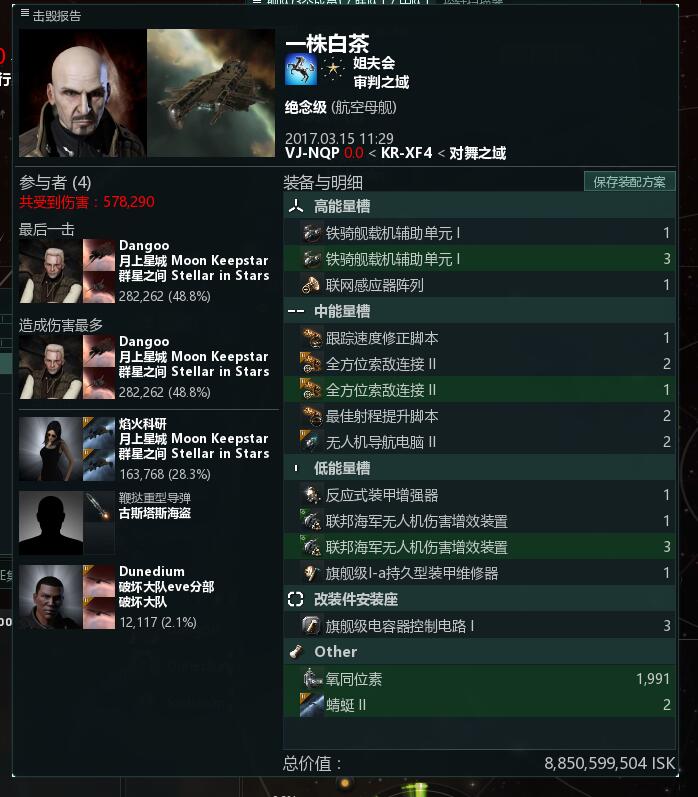 击毁报告
一株白茶
姐夫会
审判之域
绝念级 (航空母舰)
2017.03.15 11:29
VJ-NQP 0.0 < KR-XF4 < 对舞之域
参与者 (4)
共受到伤害：578,290
最后一击
Dangoo
月上星城 Moon Keepstar
群星之间 Stellar in Stars
282,262 (48.8%)
造成伤害最多
Dangoo
月上星城 Moon Keepstar
群星之间 Stellar in Stars
282,262 (48.8%)
焰火科研
月上星城 Moon Keepstar
群星之间 Stellar in Stars
163,768 (28.3%)
鞭挞重型导弹
古斯塔斯海盗
Dunedium
破坏大队eve分部
破坏大队
12,117 (2.1%)
装备与明细
保存装配方案
高能量槽
铁骑舰载机辅助单元 I 1
铁骑舰载机辅助单元 I 3
联网感应器阵列 1
中能量槽
跟踪速度修正脚本 1
全方位索敌连接 II 2
全方位索敌连接 II 1
最佳射程提升脚本 2
无人机导航电脑 II 2
低能量槽
反应式装甲增强器 1
联邦海军无人机伤害增效装置 1
联邦海军无人机伤害增效装置 3
旗舰级I-a持久型装甲维修器 1
改装件安装座
旗舰级电容器控制电路 I 3
Other
氧同位素 1,991
蜻蜓 II 2
总价值： 8,850,599,504 ISK